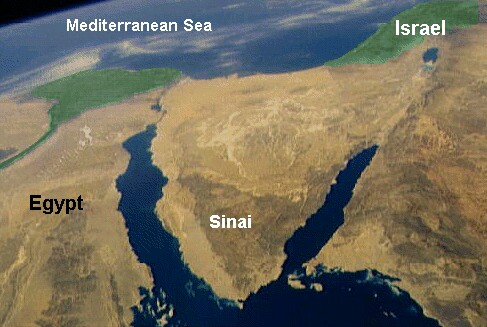 Mediterranean Sea
Israel
Egypt
Sinai